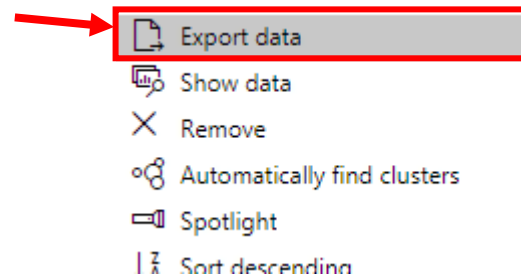 Export data
Show data
Remove
Automatically find clusters
Spotlight
Sort descending